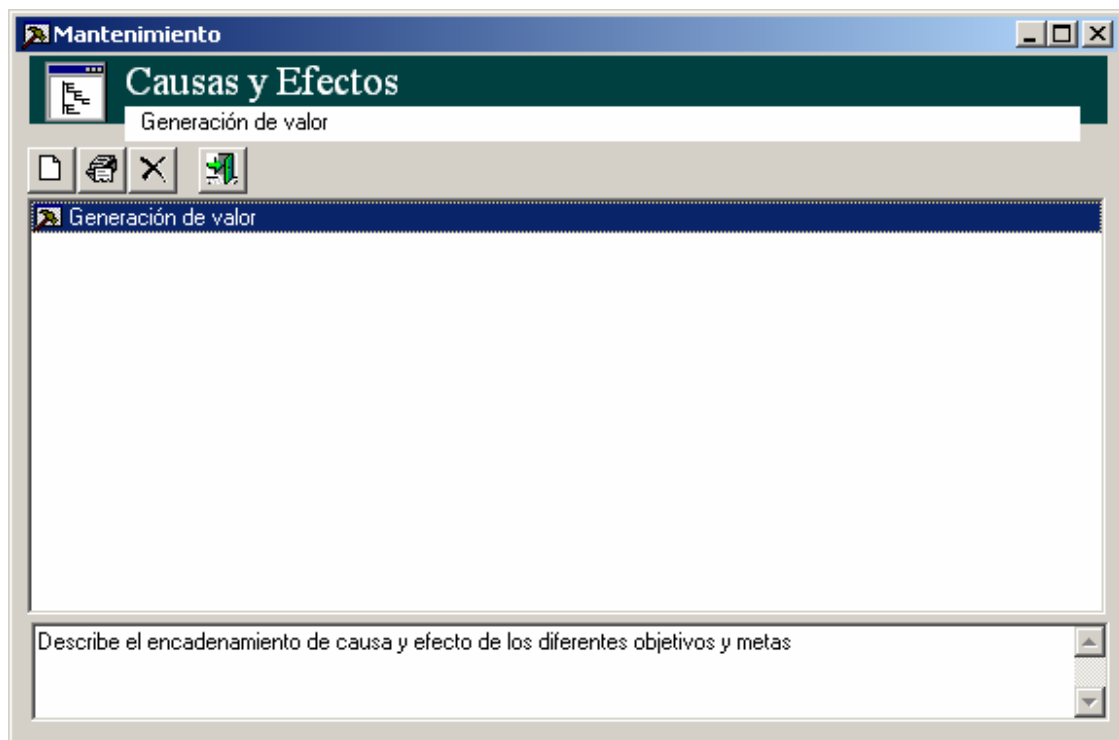 Mantenimiento
Causas y Efectos
Generación de valor
Generación de valor
Describe el encadenamiento de causa y efecto de los diferentes objetivos y metas